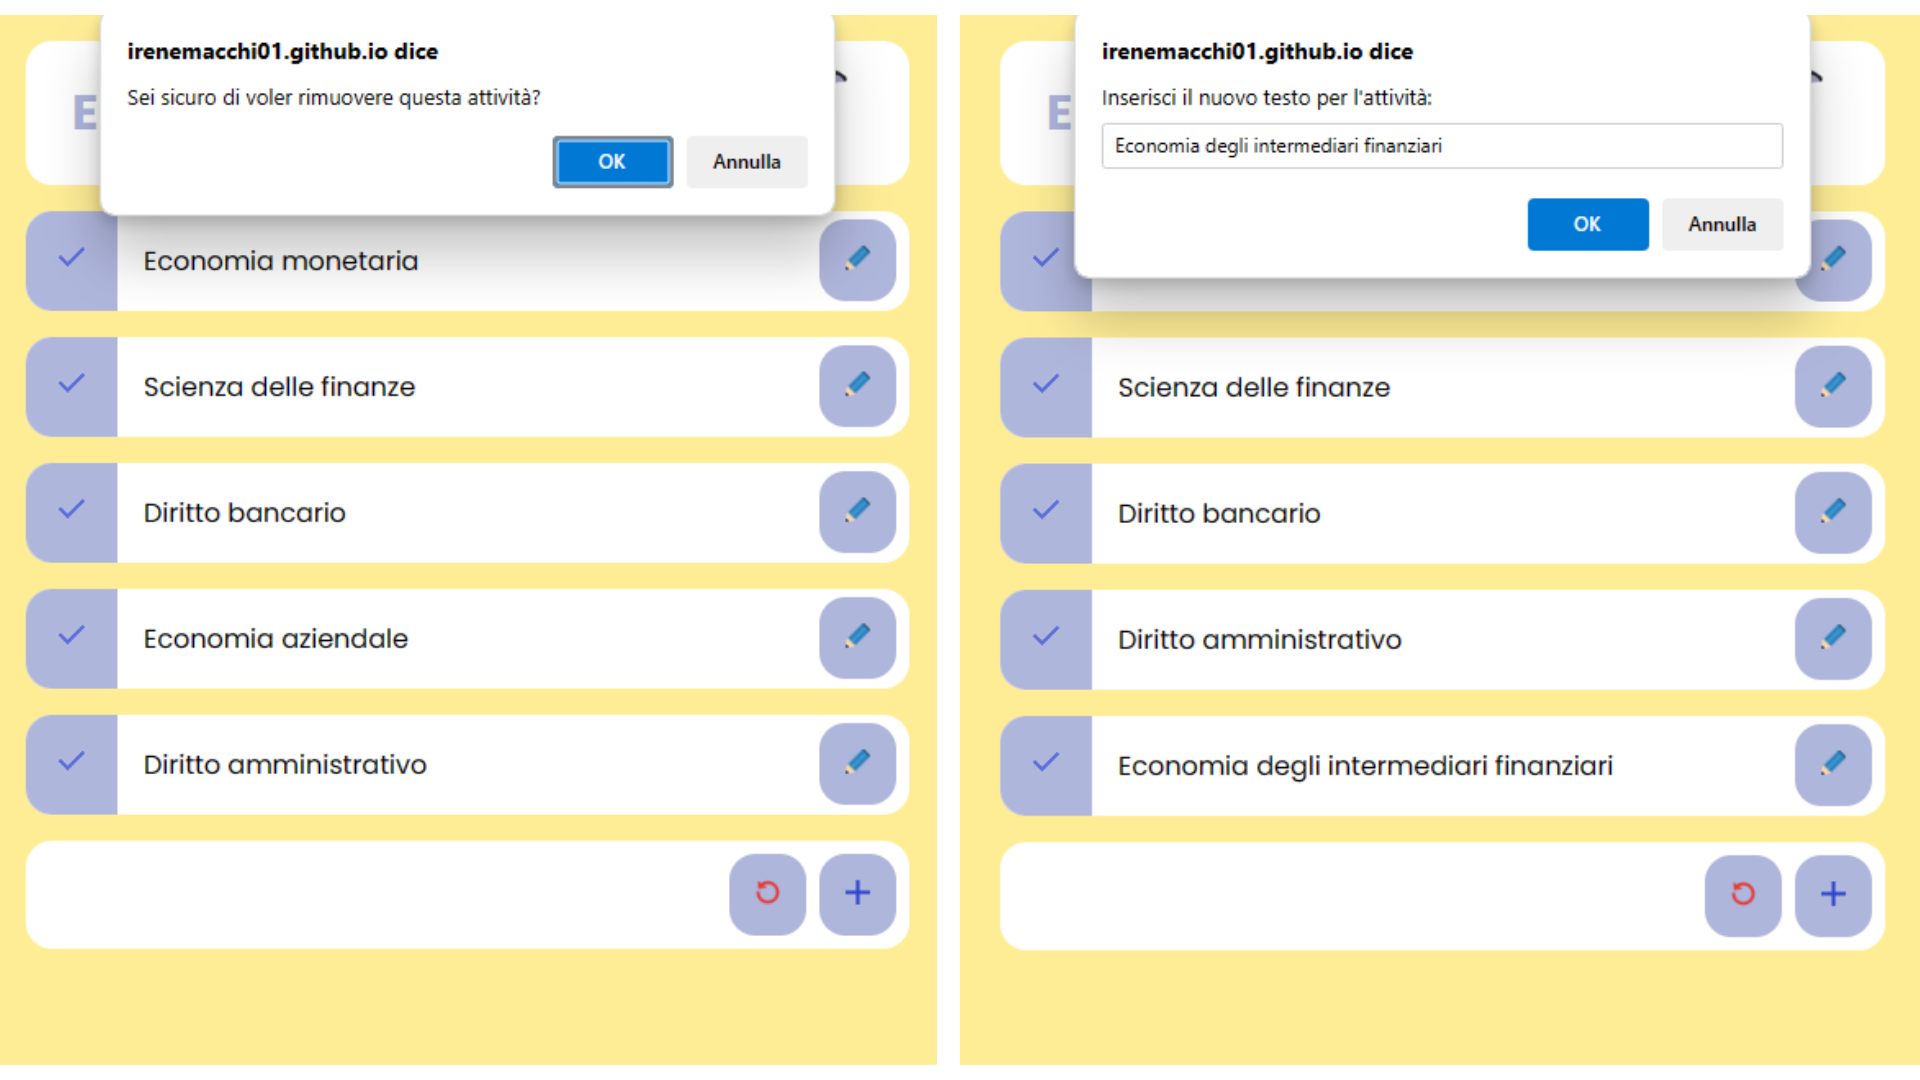 irenemacchi01.github.io dice
Sei sicuro di voler rimuovere questa attività?
OK
Annulla
E
Economia monetaria
Scienza delle finanze
Diritto bancario
Economia aziendale
Diritto amministrativo
irenemacchi01.github.io dice
Inserisci il nuovo testo per l'attività:
Economia degli intermediari finanziari
OK
Annulla
E
Scienza delle finanze
Diritto bancario
Diritto amministrativo
Economia degli intermediari finanziari